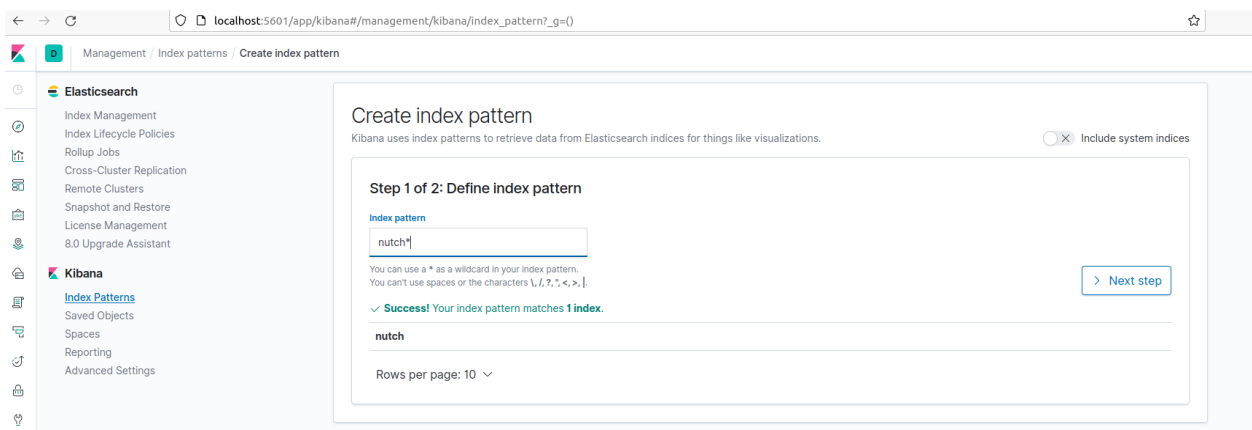 localhost:5601/app/kibana#/management/kibana/index_pattern?_g=()
D Management / Index patterns / Create index pattern
Elasticsearch
Index Management
Index Lifecycle Policies
Rollup Jobs
Cross-Cluster Replication
Remote Clusters
Snapshot and Restore
License Management
8.0 Upgrade Assistant
Kibana
Index Patterns
Saved Objects
Spaces
Reporting
Advanced Settings
Create index pattern
Kibana uses index patterns to retrieve data from Elasticsearch indices for things like visualizations.
Include system indices
Step 1 of 2: Define index pattern
Index pattern
nutch*
You can use a * as a wildcard in your index pattern.
You can't use spaces or the characters \, /, ?, ", <, >, |.
Next step
Success! Your index pattern matches 1 index.
nutch
Rows per page: 10